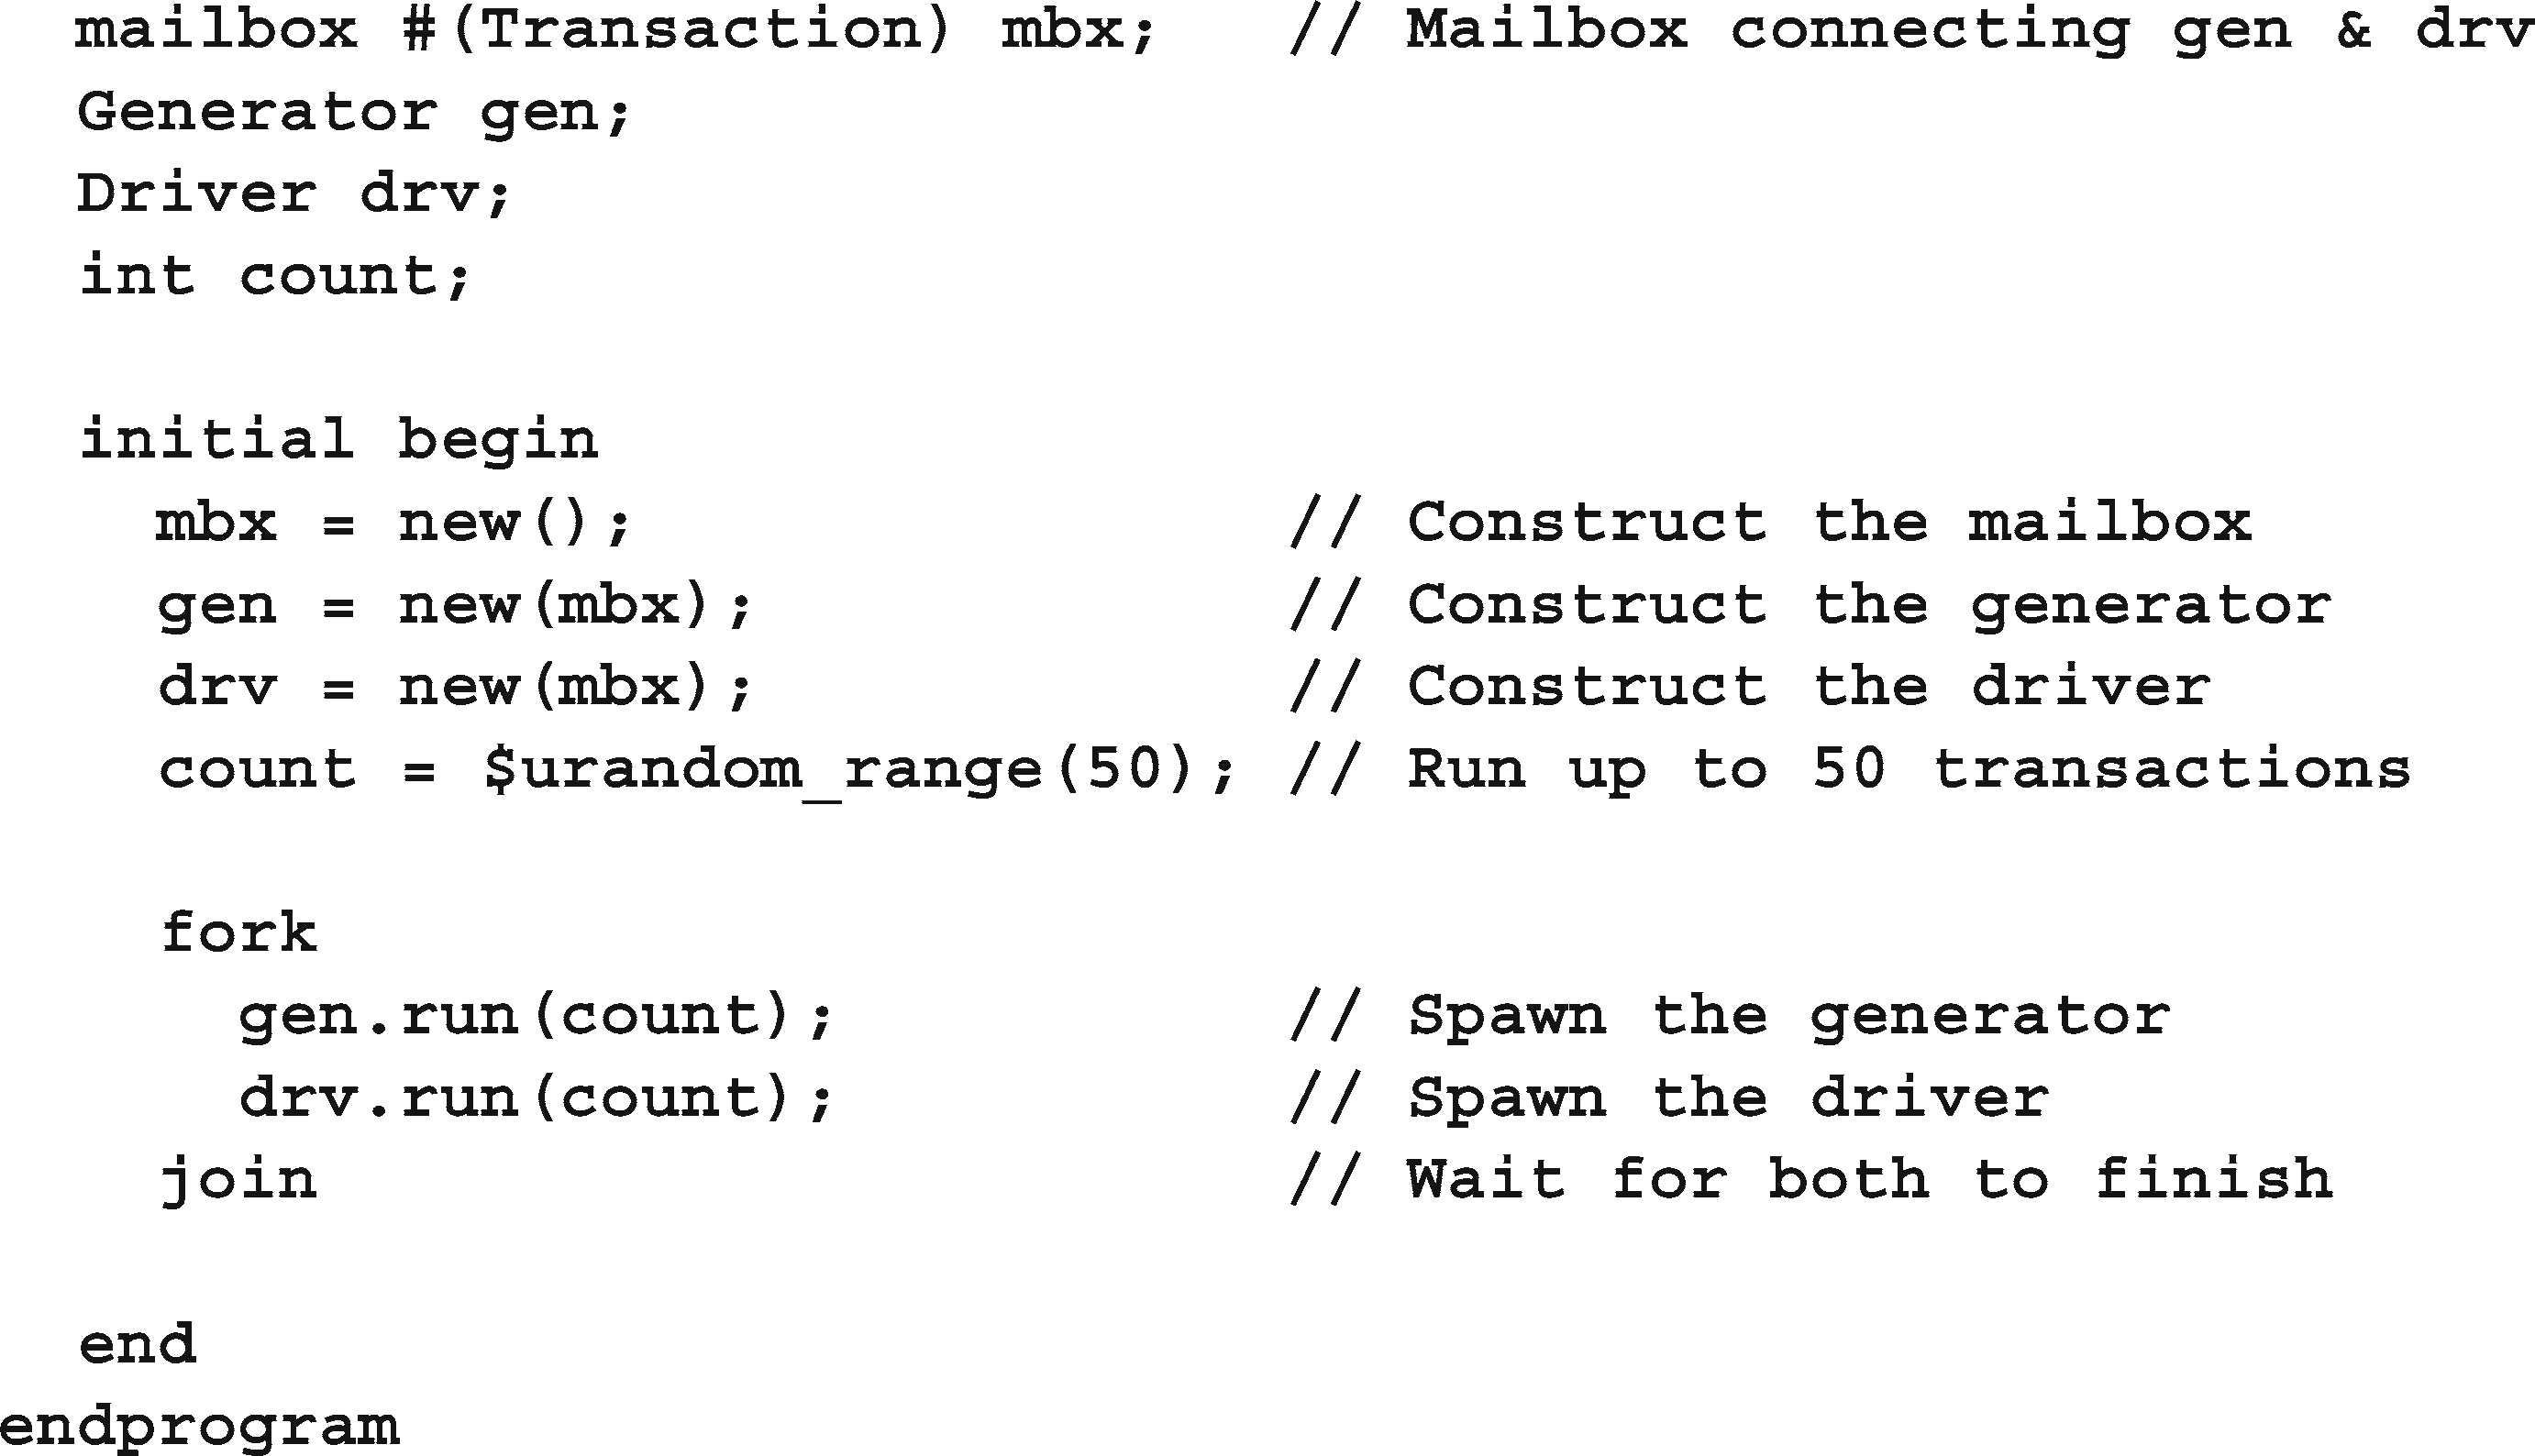 mailbox #(Transaction) mbx;   // Mailbox connecting gen & drv
Generator gen;
Driver drv;
int count;
initial begin
mbx = new();                 // Construct the mailbox
gen = new(mbx);              // Construct the generator
drv = new(mbx);              // Construct the driver
count = $urandom_range(50); // Run up to 50 transactions
fork
gen.run(count);            // Spawn the generator
drv.run(count);            // Spawn the driver
join                         // Wait for both to finish
end
endprogram